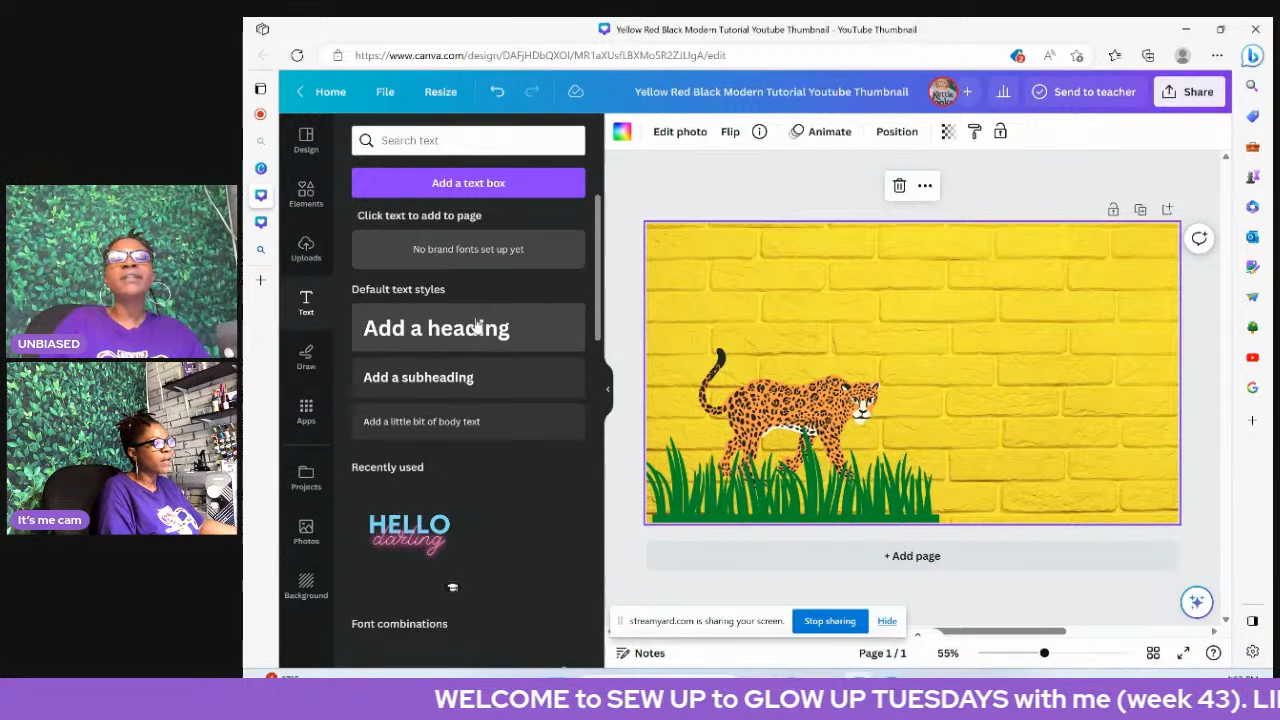 Yellow Red Black Modern Tutorial Youtube Thumbnail - YouTube Thumbnail
https://www.canva.com/design/DAFjHDbQXOI/MR1aXUsfLBXMo5R2ZJLIgA/edit
Home
File
Resize
Yellow Red Black Modern Tutorial Youtube Thumbnail
Send to teacher
Share
Design
Elements
Uploads
Text
Draw
Apps
Projects
Photos
Background
Search text
Add a text box
Click text to add to page
No brand fonts set up yet
Default text styles
Add a heading
Add a subheading
Add a little bit of body text
Recently used
HELLO
darling
Font combinations
Edit photo
Flip
Animate
Position
+ Add page
streamyard.com is sharing your screen.
Stop sharing
Hide
Notes
Page 1 / 1
55%
UNBIASED
It's me cam
WELCOME to SEW UP to GLOW UP TUESDAYS with me (week 43). LI